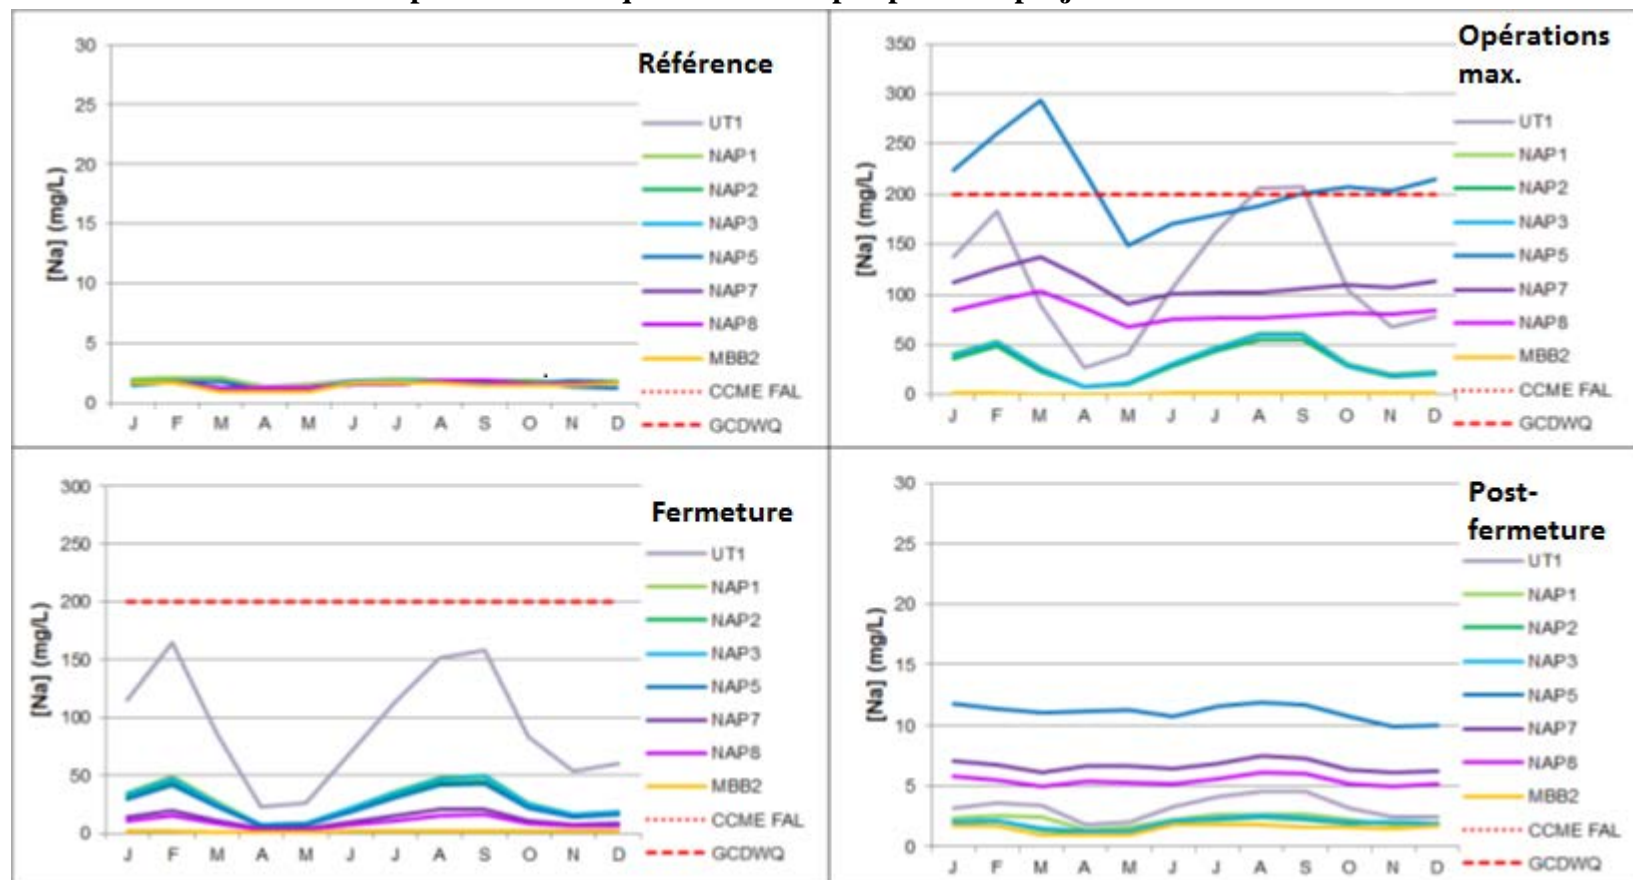 [Na] (mg/L)
30
25
20
15
10
5
0
J F M A M J J A S O N D
Référence
UT1
NAP1
NAP2
NAP3
NAP5
NAP7
NAP8
MBB2
CCME FAL
GCDWQ
[Na] (mg/L)
350
300
250
200
150
100
50
0
J F M A M J J A S O N D
Opérations
max.
UT1
NAP1
NAP2
NAP3
NAP5
NAP7
NAP8
MBB2
CCME FAL
GCDWQ
[Na] (mg/L)
300
250
200
150
100
50
0
J F M A M J J A S O N D
Fermeture
UT1
NAP1
NAP2
NAP3
NAP5
NAP7
NAP8
MBB2
CCME FAL
GCDWQ
[Na] (mg/L)
30
25
20
15
10
5
0
J F M A M J J A S O N D
Post-
fermeture
UT1
NAP1
NAP2
NAP3
NAP5
NAP7
NAP8
MBB2
CCME FAL
GCDWQ